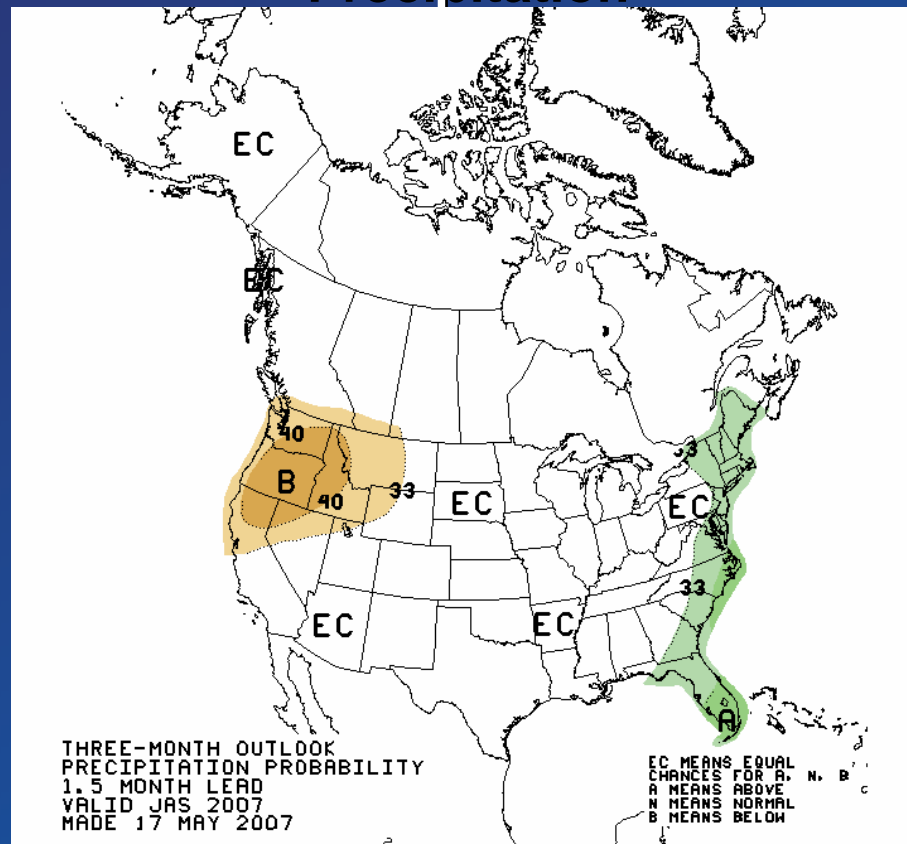 Precipitation
EC
EC
40
B
40
33
EC
33
EC
33
EC
EC
A
THREE-MONTH OUTLOOK
PRECIPITATION PROBABILITY
1.5 MONTH LEAD
VALID JAS 2007
MADE 17 MAY 2007
EC MEANS EQUAL
CHANCES FOR A, N, B
A MEANS ABOVE
N MEANS NORMAL
B MEANS BELOW